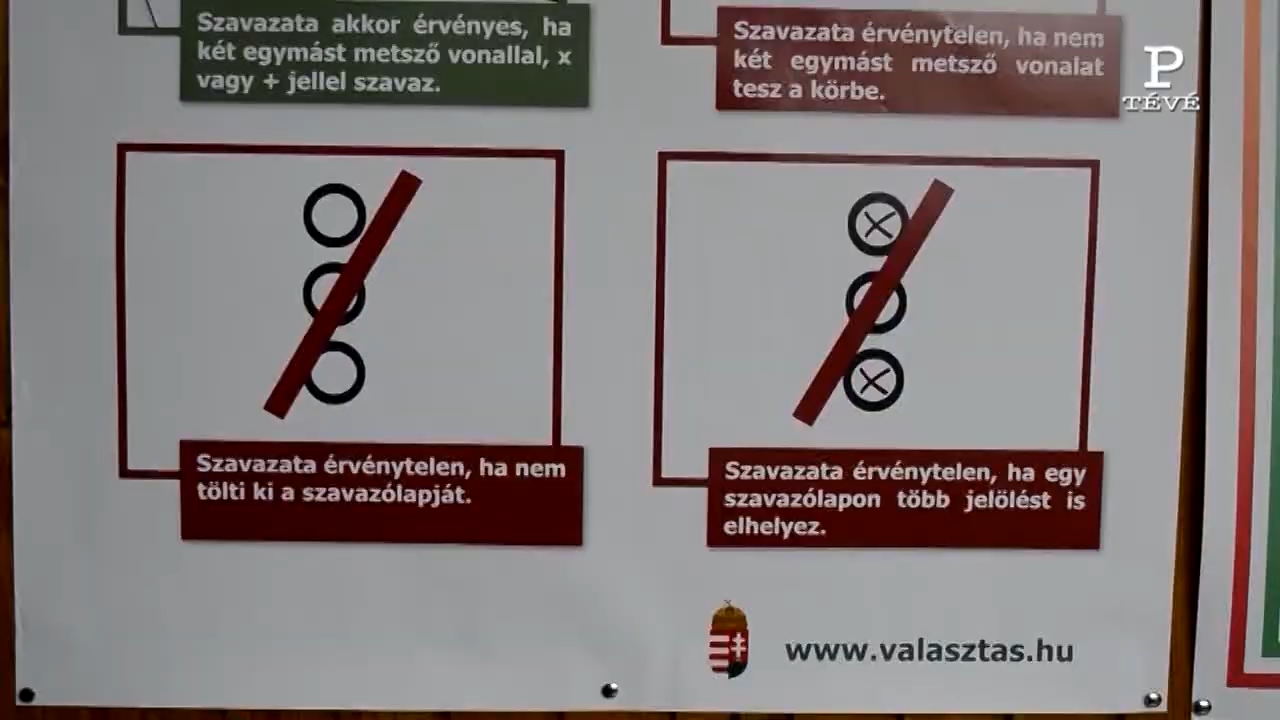 Szavazata akkor érvényes, ha
két egymást metsző vonallal, x
vagy + jellel szavaz.
Szavazata érvénytelen, ha nem
két egymást metsző vonalat
tesz a körbe.
P
TÉVÉ
Szavazata érvénytelen, ha nem
tölti ki a szavazólapját.
Szavazata érvénytelen, ha egy
szavazólapon több jelölést is
elhelyez.
www.valasztas.hu